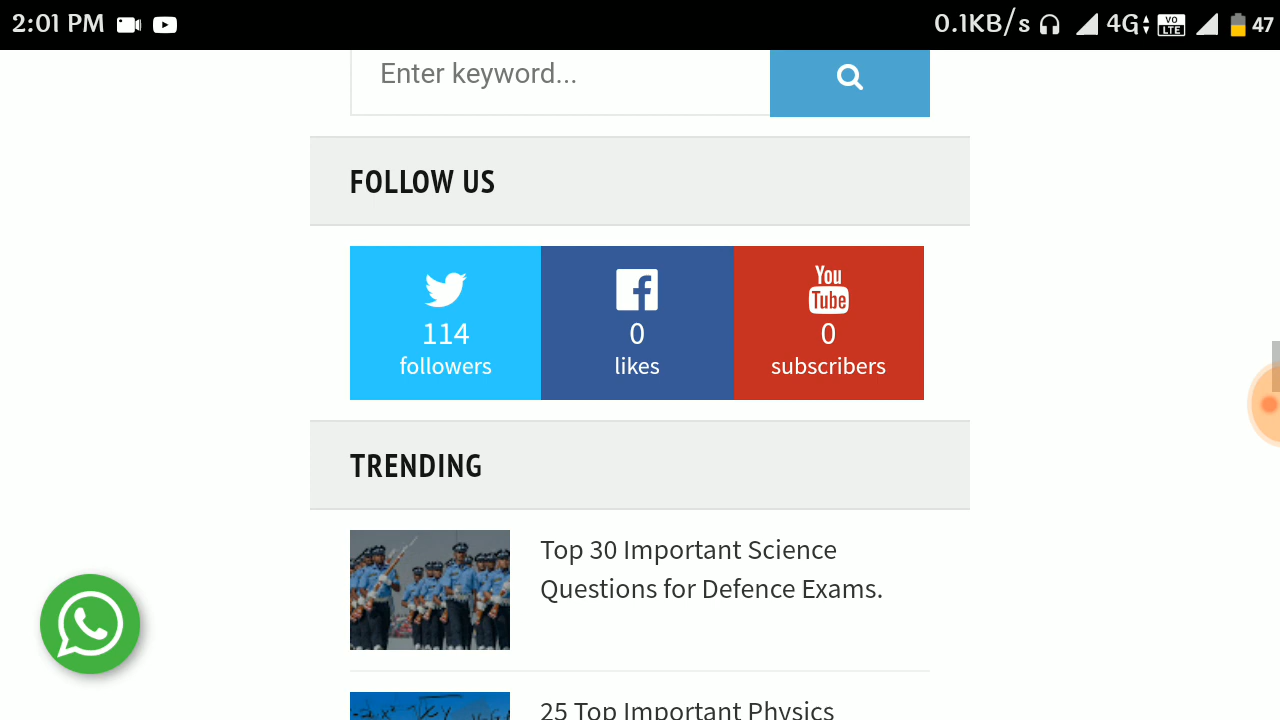 2:01 PM 0.1KB/s 4G VO LTE 47
Enter keyword...
FOLLOW US
You Tube
114 0 0
followers likes subscribers
TRENDING
Top 30 Important Science
Questions for Defence Exams.
25 Top Important Physics